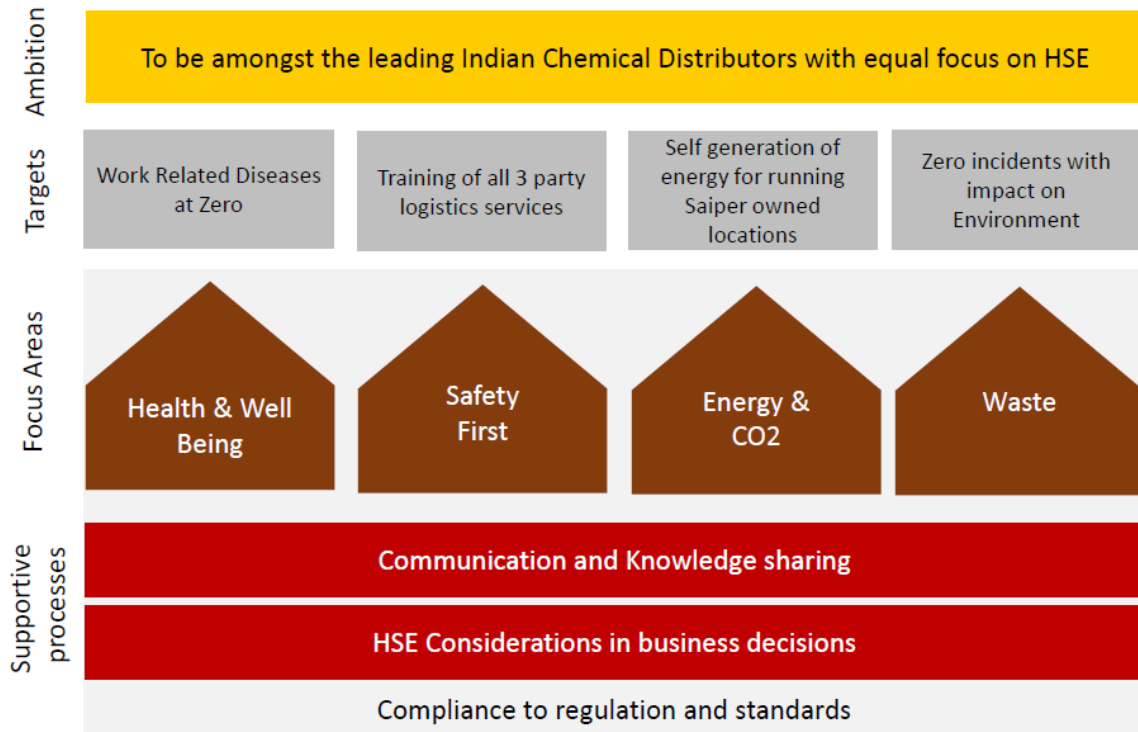 Ambition
To be amongst the leading Indian Chemical Distributors with equal focus on HSE
Targets
Work Related Diseases
at Zero
Training of all 3 party
logistics services
Self generation of
energy for running
Saiper owned
locations
Zero incidents with
impact on
Environment
Focus Areas
Health & Well
Being
Safety
First
Energy &
CO2
Waste
Supportive
processes
Communication and Knowledge sharing
HSE Considerations in business decisions
Compliance to regulation and standards